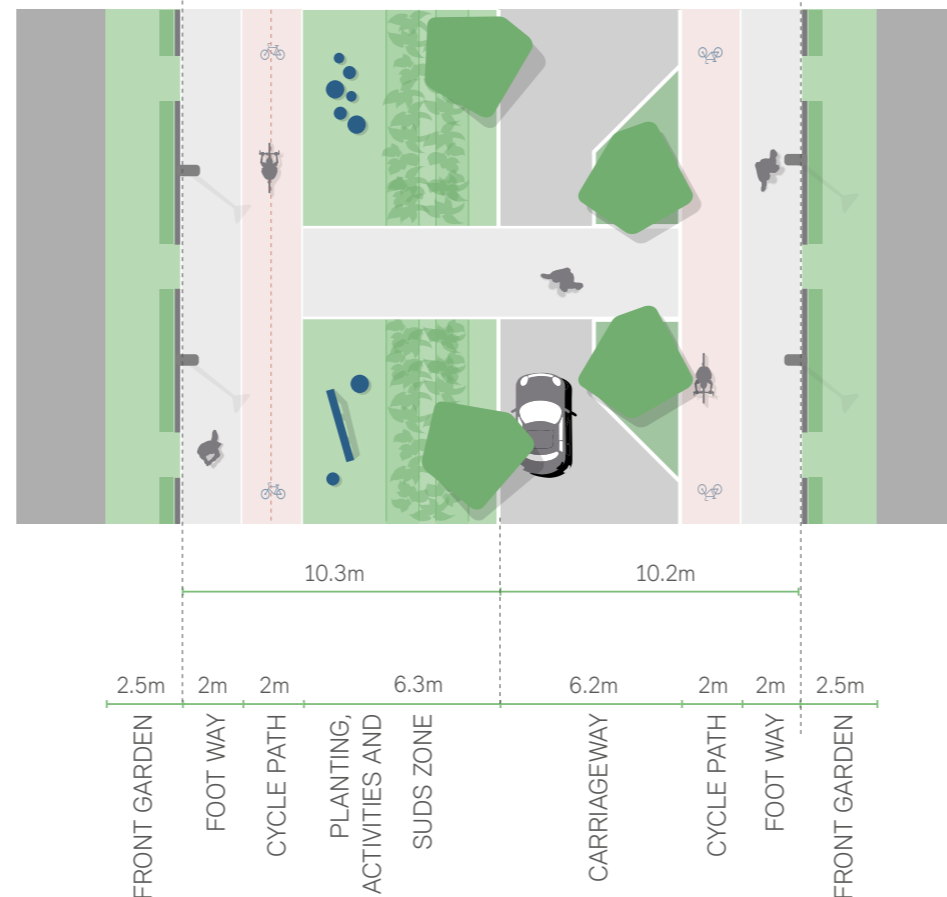 10.3m
10.2m
2.5m
2m
2m
6.3m
6.2m
2m
2m
2.5m
FRONT GARDEN
FOOT WAY
CYCLE PATH
PLANTING,
ACTIVITIES AND
SUDS ZONE
CARRIAGEWAY
CYCLE PATH
FOOT WAY
FRONT GARDEN